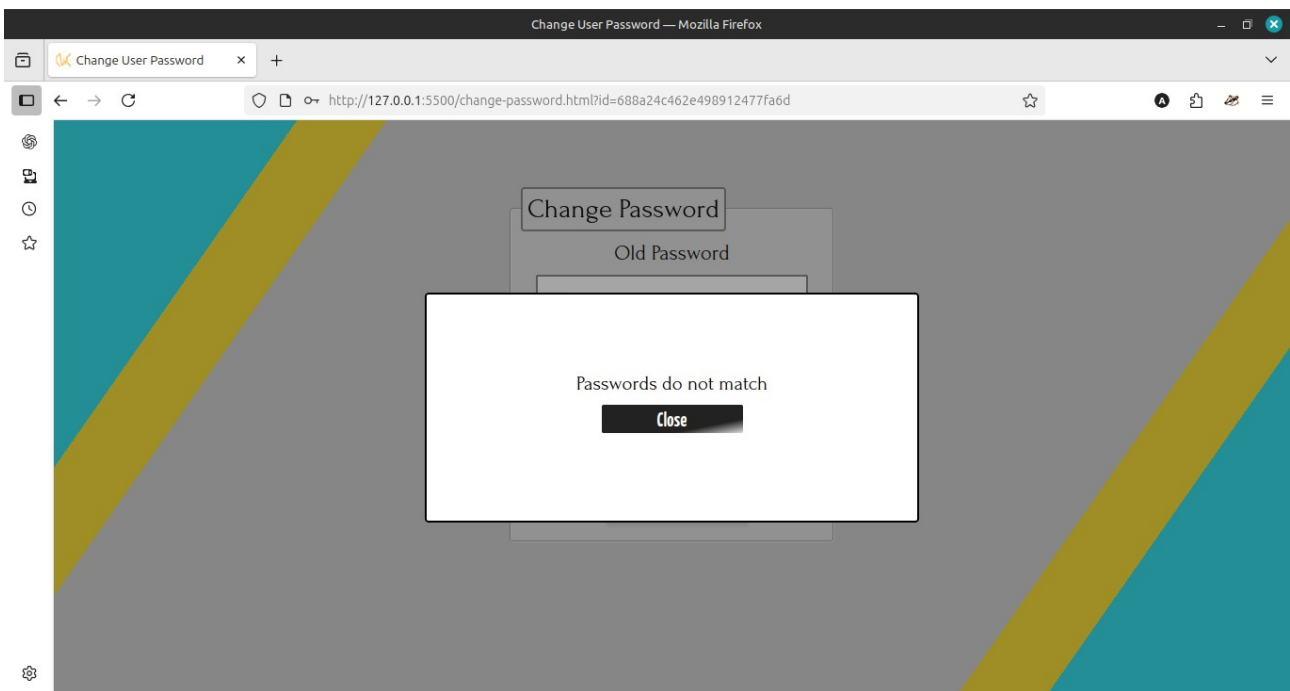 Change User Password — Mozilla Firefox
Change User Password
http://127.0.0.1:5500/change-password.html?id=688a24c462e498912477fa6d
Change Password
Old Password
Passwords do not match
Close